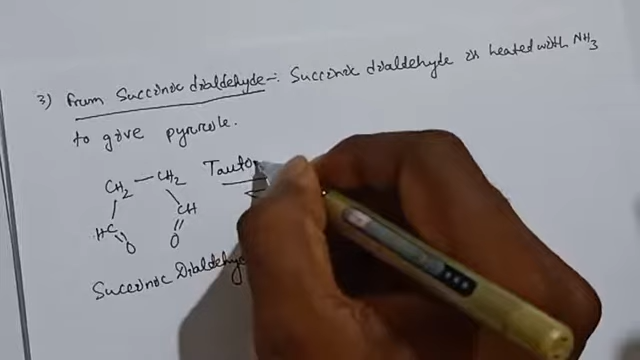 3) From Succinic dialdehyde :- Succinic dialdehyde is heated with NH3
to give pyrrole.
CH2 — CH2 Tauto
HC CH
O O
Succinic Dialdehyde